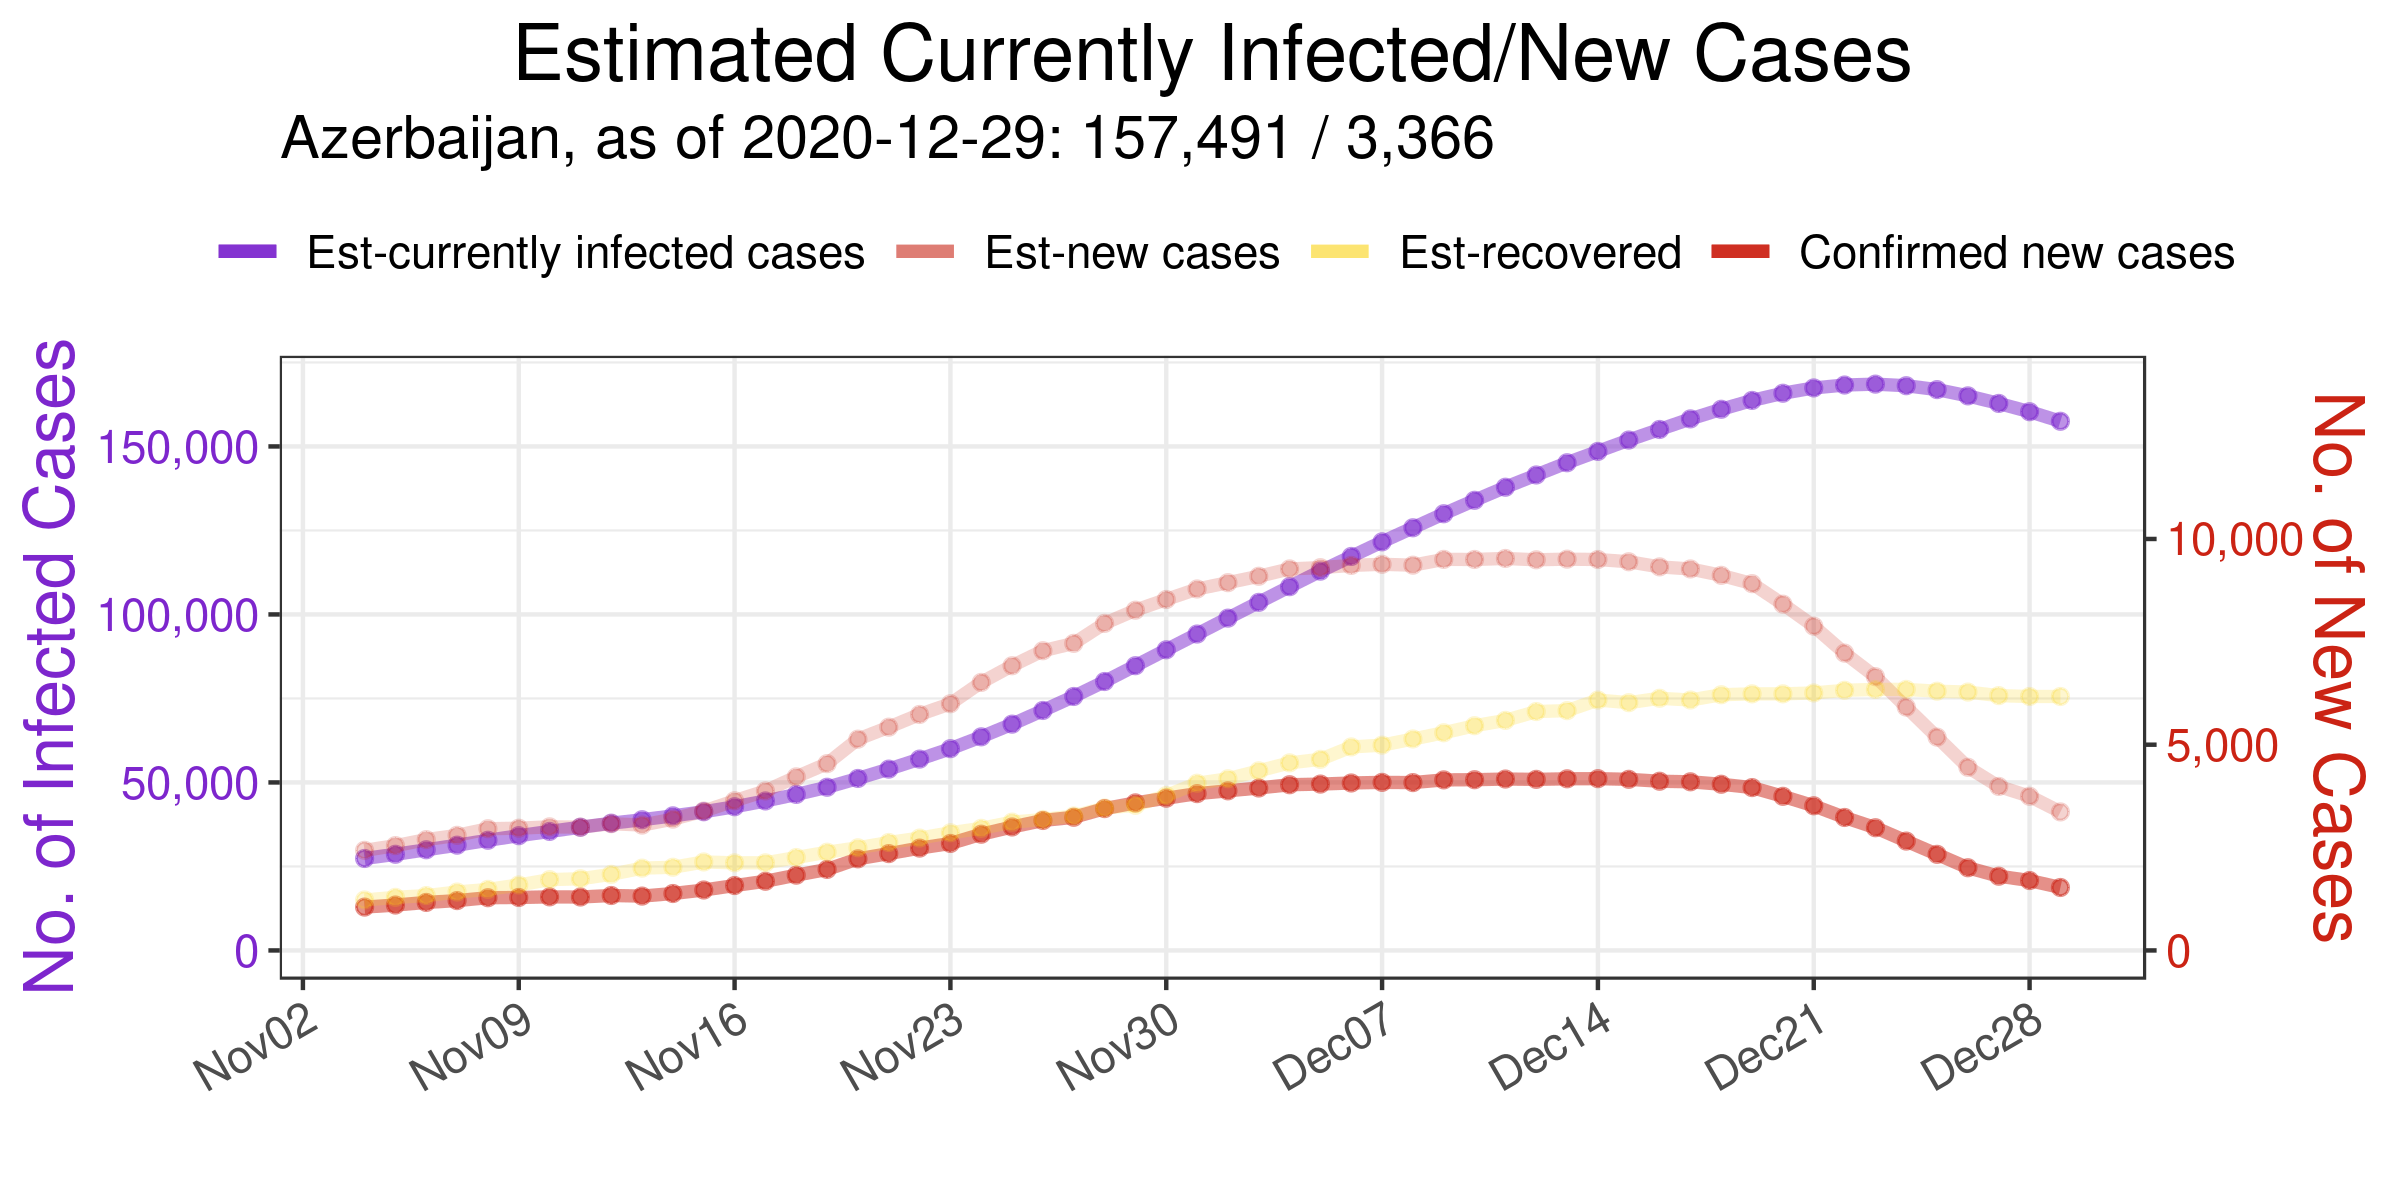 Estimated Currently Infected/New Cases
Azerbaijan, as of 2020-12-29: 157,491 / 3,366
Est-currently infected cases Est-new cases Est-recovered Confirmed new cases
No. of Infected Cases
150,000
100,000
50,000
0
10,000
5,000
0
No. of New Cases
Nov02 Nov09 Nov16 Nov23 Nov30 Dec07 Dec14 Dec21 Dec28